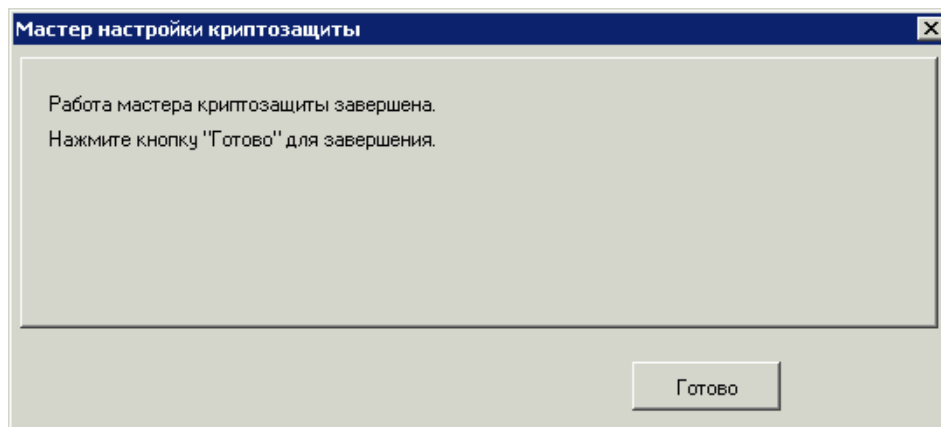 Мастер настройки криптозащиты
Работа мастера криптозащиты завершена.
Нажмите кнопку "Готово" для завершения.
Готово